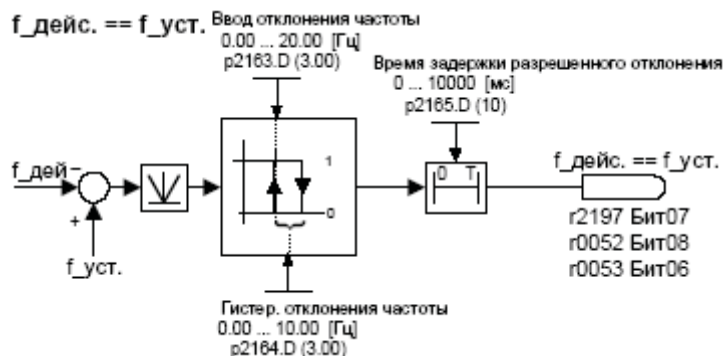 f_дейс. == f_уст.
Ввод отклонения частоты
0.00 ... 20.00 [Гц]
p2163.D (3.00)
Время задержки разрешенного отклонения
0 ... 10000 [мс]
p2165.D (10)
f_дей
−
+
f_уст.
1
0
0 T
f_дейс. == f_уст.
r2197 Бит07
r0052 Бит08
r0053 Бит06
Гистер. отклонения частоты
0.00 ... 10.00 [Гц]
p2164.D (3.00)